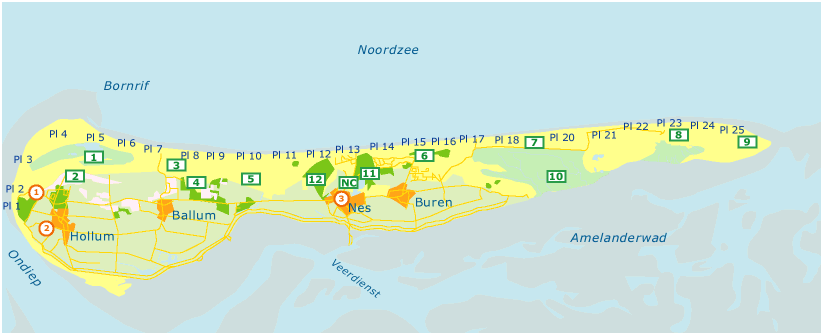 Noordzee
Bornrif
Pl 4
Pl 5
Pl 6
Pl 7
Pl 8
Pl 9
Pl 10
Pl 11
Pl 12
Pl 13
Pl 14
Pl 15
Pl 16
Pl 17
Pl 18
Pl 20
Pl 21
Pl 22
Pl 23
Pl 24
Pl 25
Pl 3
Pl 2
Pl 1
1
2
3
4
5
12
NC
11
6
7
8
9
10
1
2
3
Hollum
Ballum
Nes
Buren
Amelanderwad
Ondiep
Veerdienst